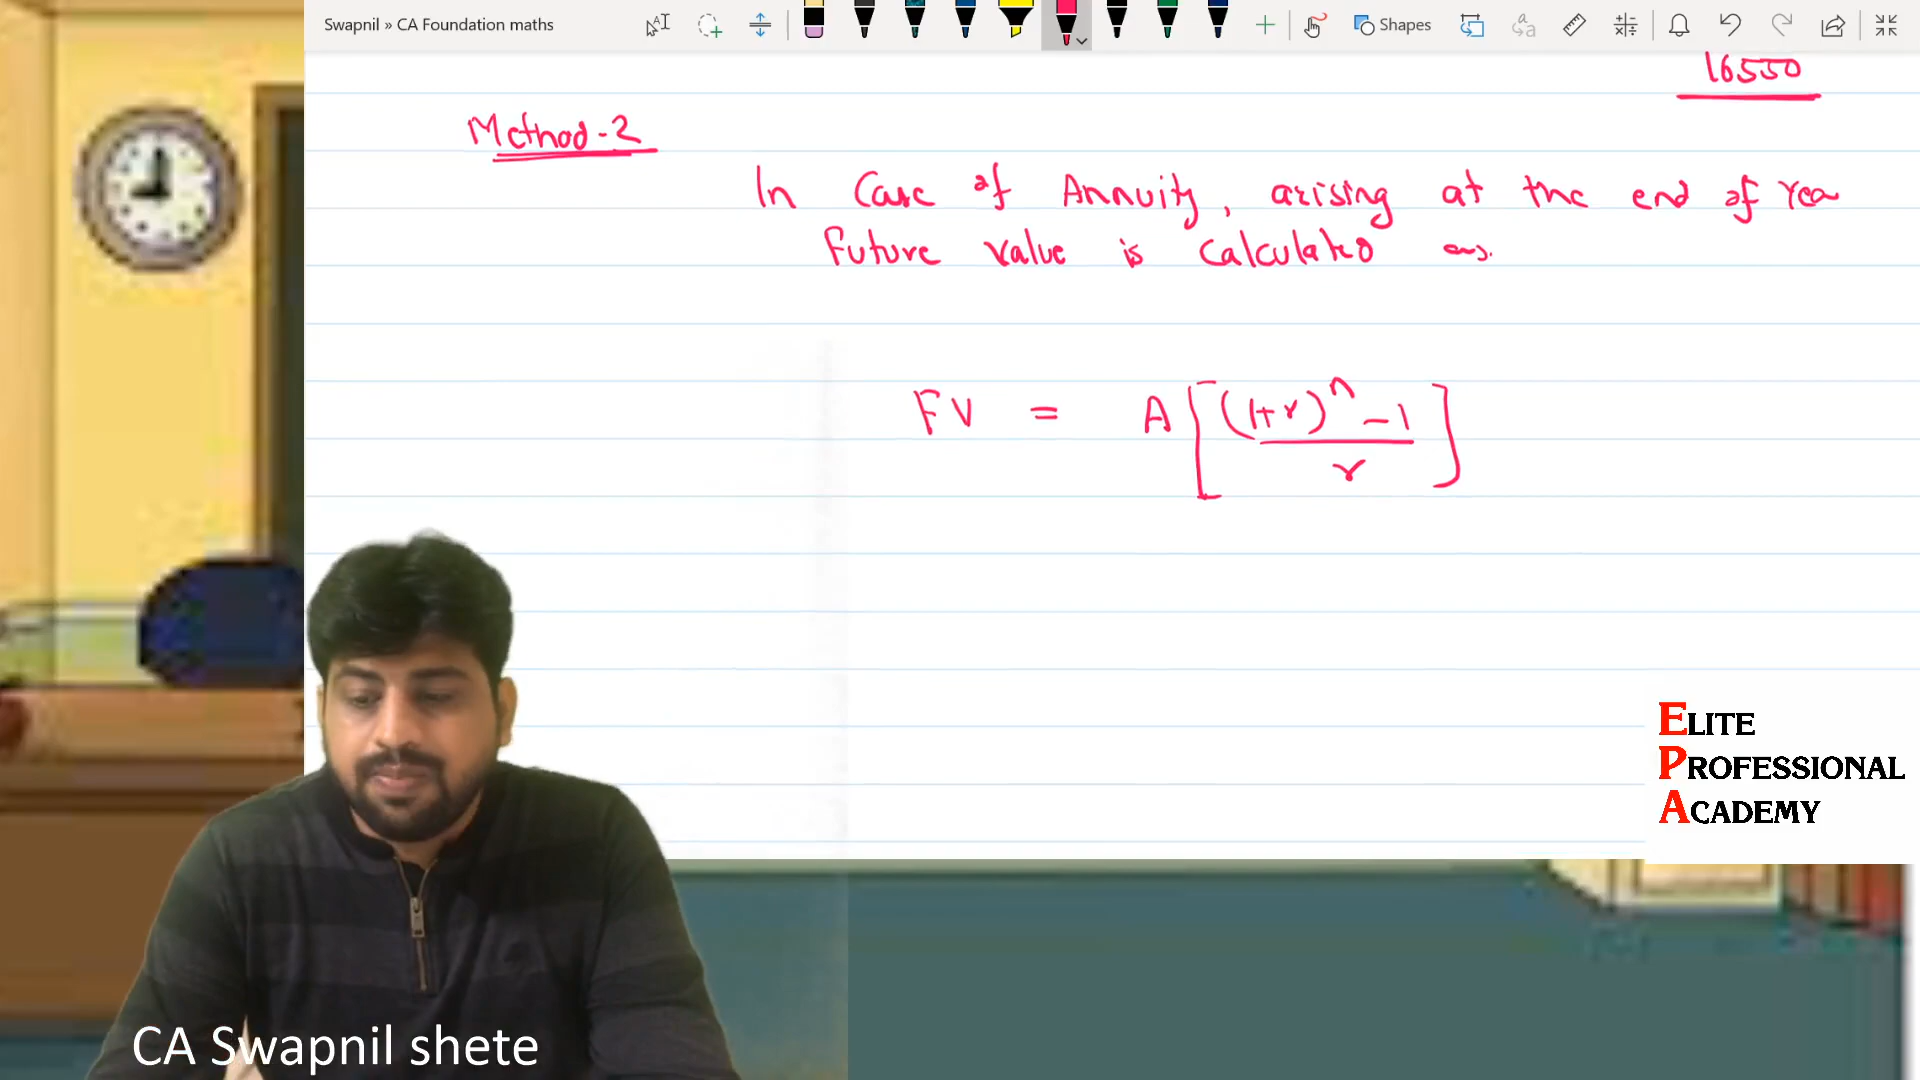 Swapnil » CA Foundation maths
Shapes
16550
Method-2
In Case of Annuity, arising at the end of Year
Future value is calculated as.
FV = A [ (1+r)^n - 1 / r ]
ELITE
PROFESSIONAL
ACADEMY
CA Swapnil shete